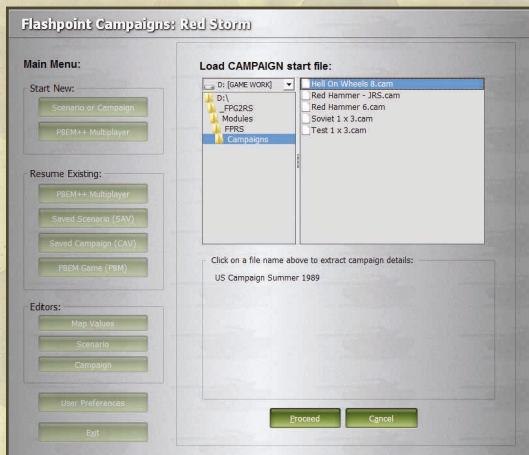 Flashpoint Campaigns: Red Storm
Main Menu:
Start New:
Scenario or Campaign
PBEM++ Multiplayer
Resume Existing:
PBEM++ Multiplayer
Saved Scenario (SAV)
Saved Campaign (CAV)
PBEM Game (PBM)
Editors:
Map Values
Scenario
Campaign
User Preferences
Exit
Load CAMPAIGN start file:
D: [GAME WORK]
D:\
_FPG2RS
Modules
FPRS
Campaigns
Hell On Wheels 8.cam
Red Hammer - JRS.cam
Red Hammer 6.cam
Soviet 1 x 3.cam
Test 1 x 3.cam
Click on a file name above to extract campaign details:
US Campaign Summer 1989
Proceed
Cancel